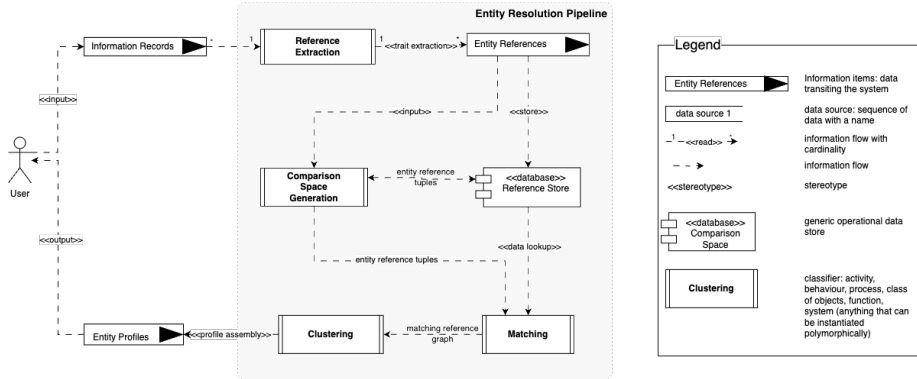 Entity Resolution Pipeline
Information Records
*
1
Reference
Extraction
1
<<trait extraction>>
*
Entity References
<<input>>
<<input>>
<<store>>
User
Comparison
Space
Generation
entity reference
tuples
<<database>>
Reference Store
<<output>>
<<data lookup>>
entity reference tuples
Entity Profiles
<<profile assembly>>
Clustering
matching reference
graph
Matching
Legend
Entity References
Information items: data
transiting the system
data source 1
data source: sequence of
data with a name
1
<<read>>
*
information flow with
cardinality
information flow
<<stereotype>>
stereotype
<<database>>
Comparison
Space
generic operational data
store
Clustering
classifier: activity,
behaviour, process, class
of objects, function,
system (anything that can
be instantiated
polymorphically)